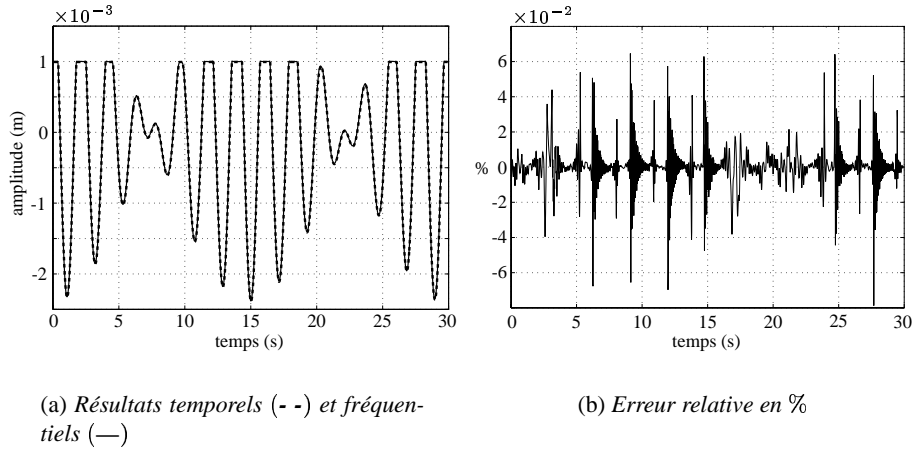 ×10⁻³
1
0
-1
-2
amplitude (m)
0 5 10 15 20 25 30
temps (s)
×10⁻²
6
4
2
0
-2
-4
-6
%
0 5 10 15 20 25 30
temps (s)
(a) Résultats temporels (- -) et fréquen-
tiels (—)
(b) Erreur relative en %